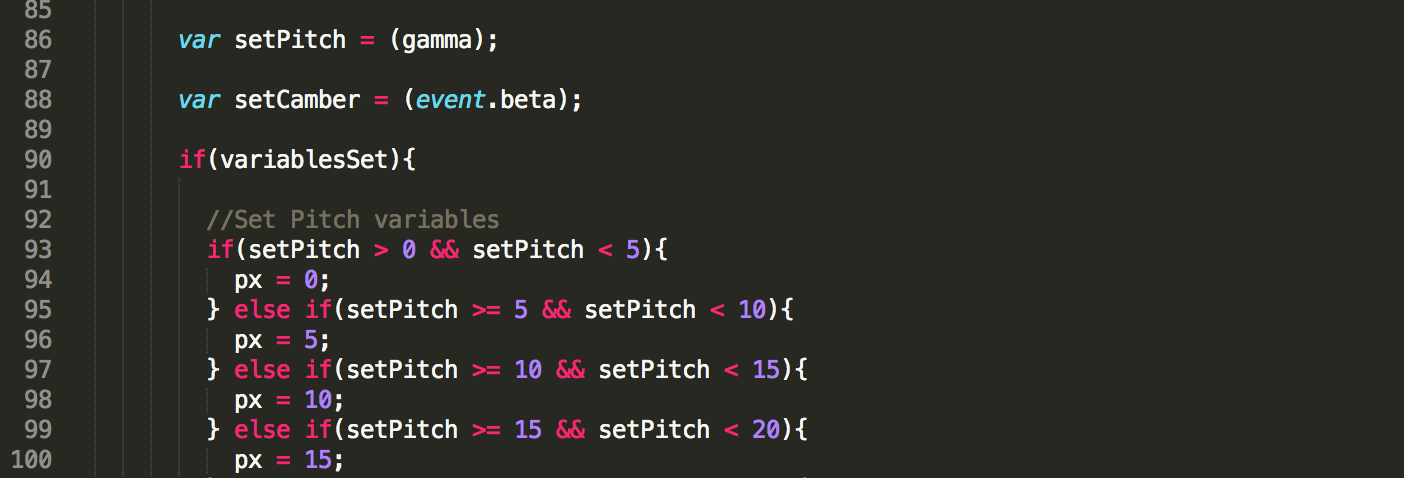 85
86 var setPitch = (gamma);
87
88 var setCamber = (event.beta);
89
90 if(variablesSet){
91
92 //Set Pitch variables
93 if(setPitch > 0 && setPitch < 5){
94 px = 0;
95 } else if(setPitch >= 5 && setPitch < 10){
96 px = 5;
97 } else if(setPitch >= 10 && setPitch < 15){
98 px = 10;
99 } else if(setPitch >= 15 && setPitch < 20){
100 px = 15;